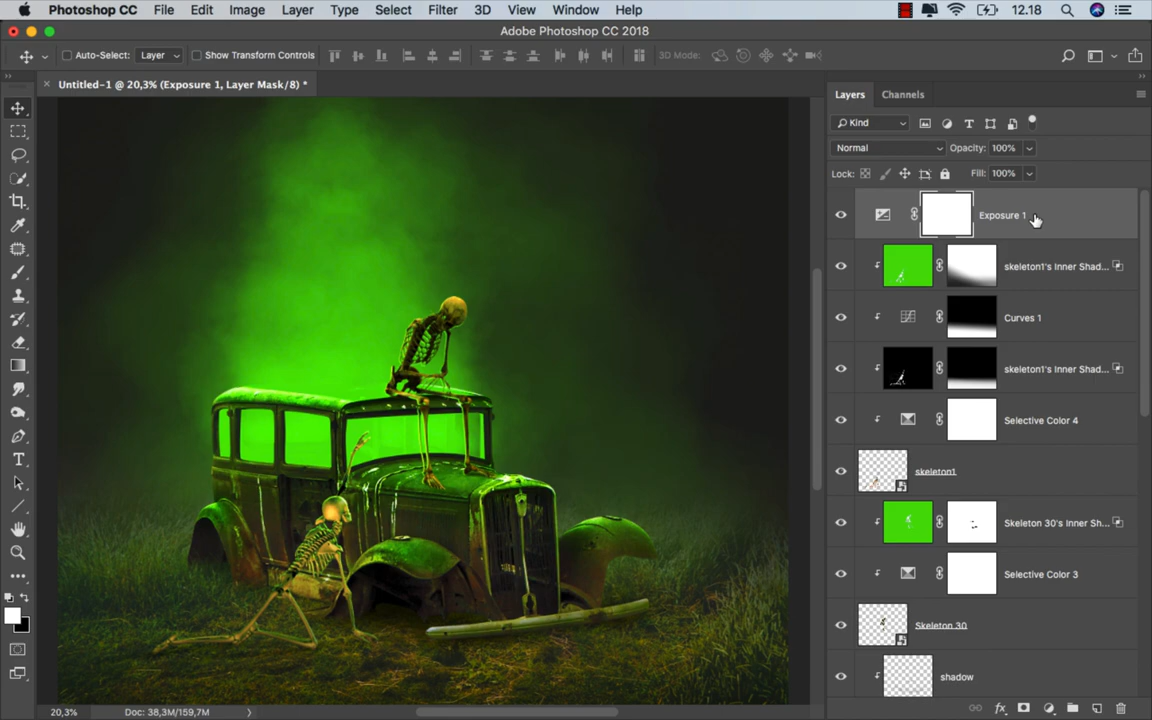 Photoshop CC File Edit Image Layer Type Select Filter 3D View Window Help 12.18
Adobe Photoshop CC 2018
Auto-Select: Layer Show Transform Controls 3D Mode:
Untitled-1 @ 20,3% (Exposure 1, Layer Mask/8) *
Layers Channels
Kind
Normal Opacity: 100%
Lock: Fill: 100%
Exposure 1
skeleton1's Inner Shad...
Curves 1
skeleton1's Inner Shad...
Selective Color 4
skeleton1
Skeleton 30's Inner Sh...
Selective Color 3
Skeleton 30
shadow
20,3% Doc: 38,3M/159,7M